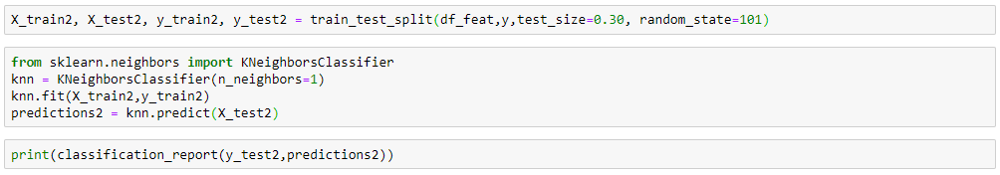 X_train2, X_test2, y_train2, y_test2 = train_test_split(df_feat,y,test_size=0.30, random_state=101)
from sklearn.neighbors import KNeighborsClassifier
knn = KNeighborsClassifier(n_neighbors=1)
knn.fit(X_train2,y_train2)
predictions2 = knn.predict(X_test2)
print(classification_report(y_test2,predictions2))